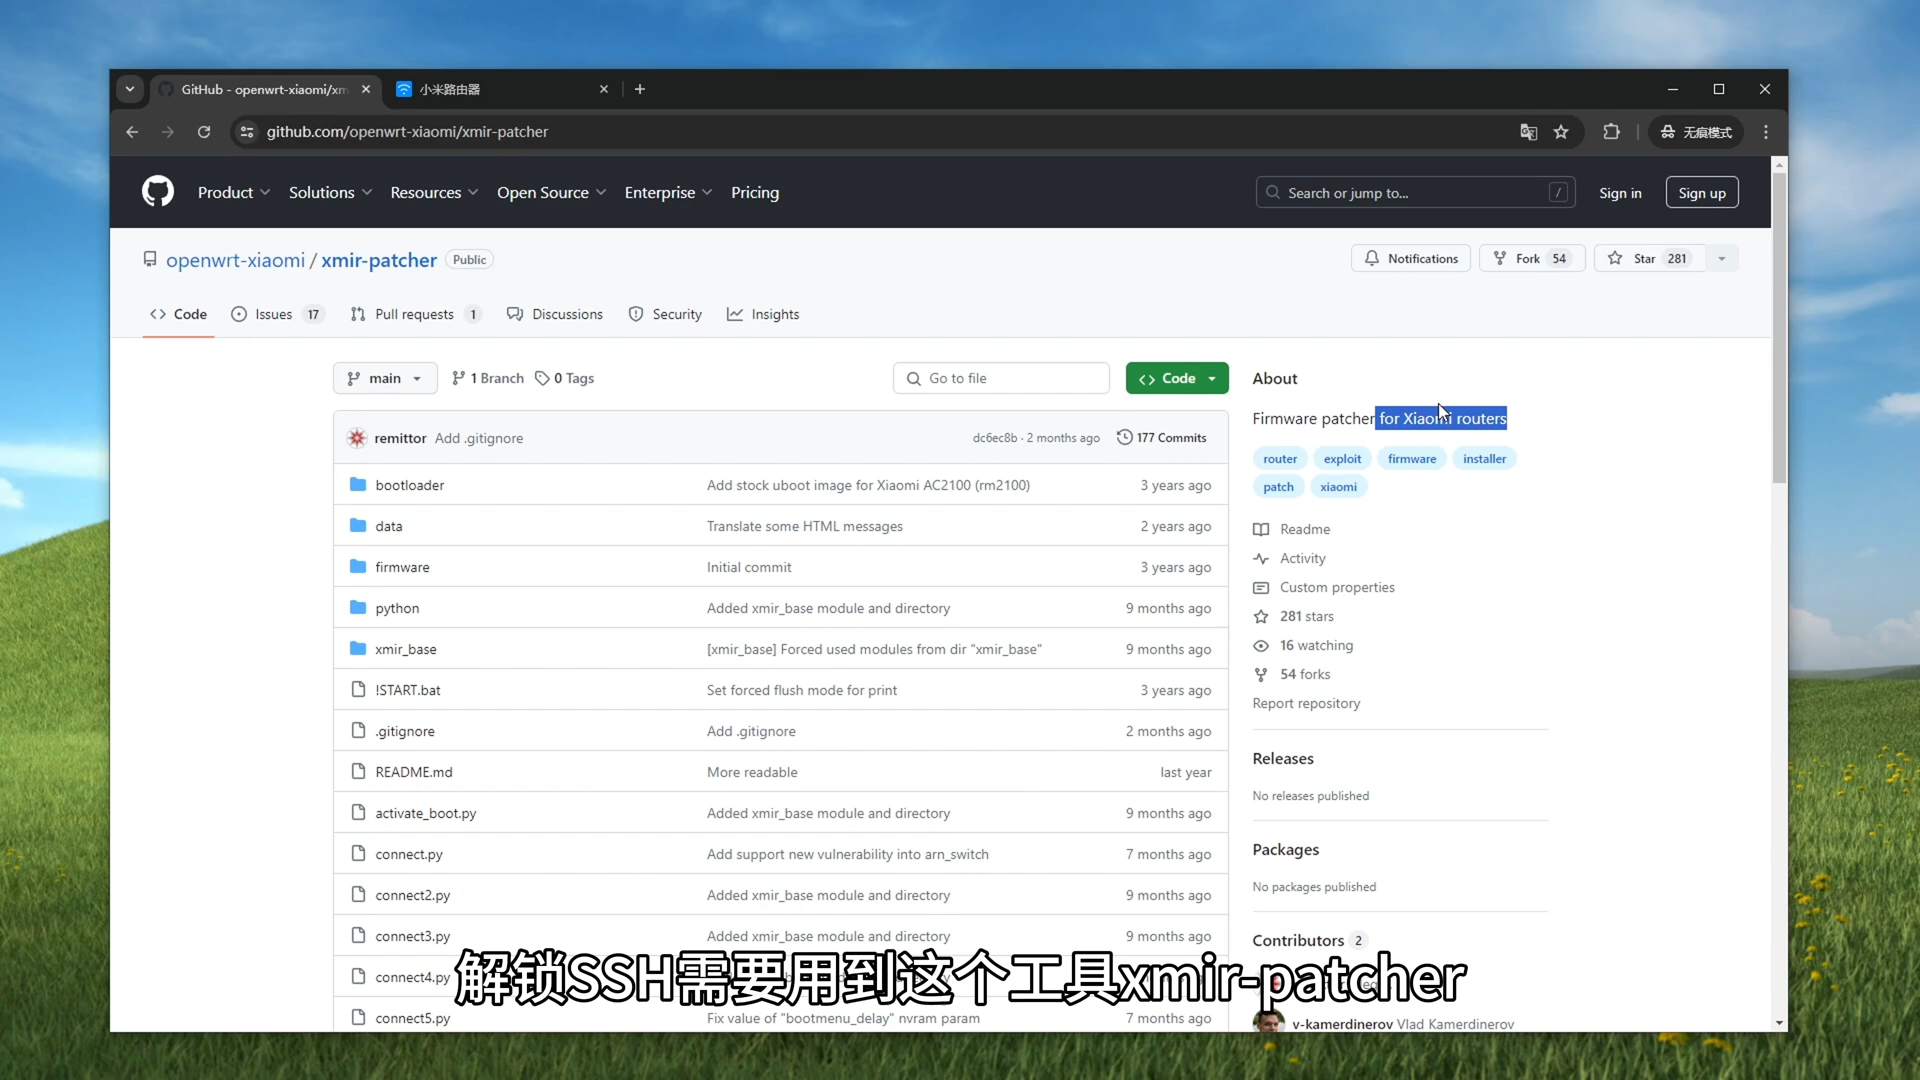 GitHub - openwrt-xiaomi/xm
小米路由器
github.com/openwrt-xiaomi/xmir-patcher
无痕模式
Product Solutions Resources Open Source Enterprise Pricing
Search or jump to... /
Sign in
Sign up
openwrt-xiaomi / xmir-patcher Public
Notifications
Fork 54
Star 281
Code
Issues 17
Pull requests 1
Discussions
Security
Insights
main
1 Branch
0 Tags
Go to file
Code
remittor Add .gitignore dc6ec8b · 2 months ago 177 Commits
bootloader Add stock uboot image for Xiaomi AC2100 (rm2100) 3 years ago
data Translate some HTML messages 2 years ago
firmware Initial commit 3 years ago
python Added xmir_base module and directory 9 months ago
xmir_base [xmir_base] Forced used modules from dir "xmir_base" 9 months ago
!START.bat Set forced flush mode for print 3 years ago
.gitignore Add .gitignore 2 months ago
README.md More readable last year
activate_boot.py Added xmir_base module and directory 9 months ago
connect.py Add support new vulnerability into arn_switch 7 months ago
connect2.py Added xmir_base module and directory 9 months ago
connect3.py Added xmir_base module and directory 9 months ago
connect4.py
connect5.py Fix value of "bootmenu_delay" nvram param 7 months ago
About
Firmware patcher for Xiaomi routers
router exploit firmware installer
patch xiaomi
Readme
Activity
Custom properties
281 stars
16 watching
54 forks
Report repository
Releases
No releases published
Packages
No packages published
Contributors 2
v-kamerdinerov Vlad Kamerdinerov
解锁SSH需要用到这个工具xmir-patcher